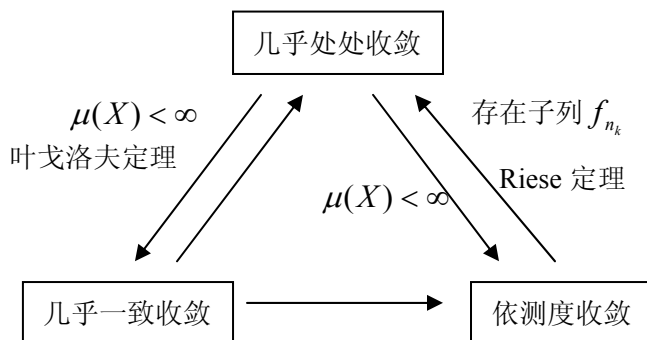 几乎处处收敛
μ(X) < ∞
叶戈洛夫定理
存在子列 f_{n_k}
Riese 定理
μ(X) < ∞
几乎一致收敛
依测度收敛